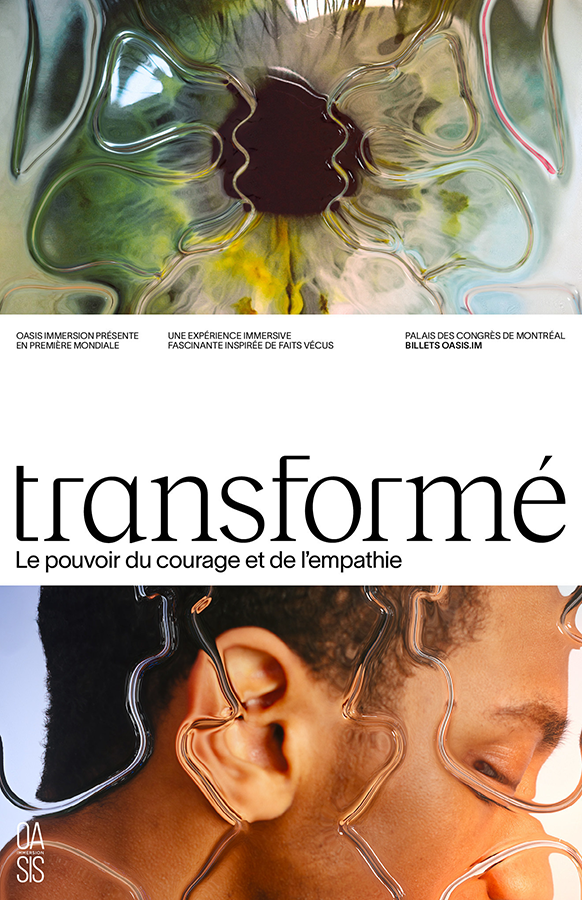 OASIS IMMERSION PRÉSENTE
EN PREMIÈRE MONDIALE
UNE EXPÉRIENCE IMMERSIVE
FASCINANTE INSPIRÉE DE FAITS VÉCUS
PALAIS DES CONGRÈS DE MONTRÉAL
BILLETS OASIS.IM
transformé
Le pouvoir du courage et de l'empathie
OA
IMMERSION
SIS